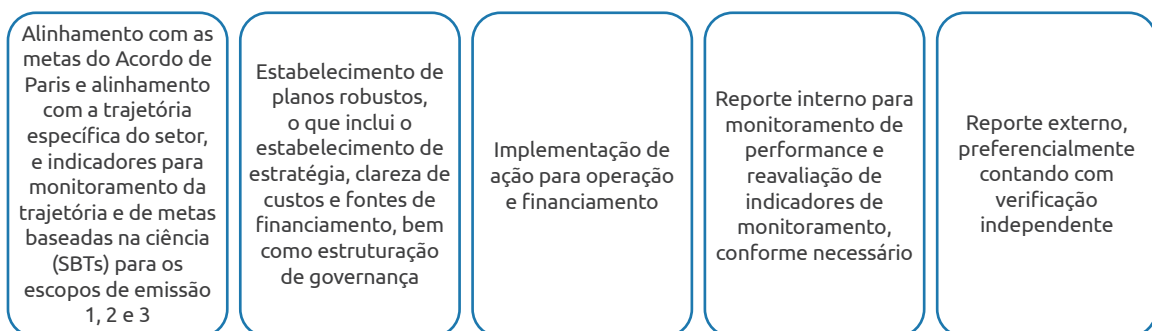 Alinhamento com as
metas do Acordo de
Paris e alinhamento
com a trajetória
específica do setor,
e indicadores para
monitoramento da
trajetória e de metas
baseadas na ciência
(SBTs) para os
escopos de emissão
1, 2 e 3
Estabelecimento de
planos robustos,
o que inclui o
estabelecimento de
estratégia, clareza de
custos e fontes de
financiamento, bem
como estruturação
de governança
Implementação de
ação para operação
e financiamento
Reporte interno para
monitoramento de
performance e
reavaliação de
indicadores de
monitoramento,
conforme necessário
Reporte externo,
preferencialmente
contando com
verificação
independente